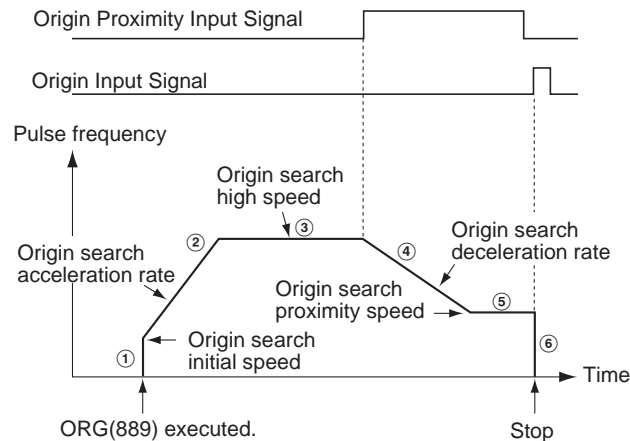 Origin Proximity Input Signal
Origin Input Signal
Pulse frequency
Origin search
high speed
② ③
Origin search
acceleration rate
④
Origin search
deceleration rate
Origin search
proximity speed
⑤
① Origin search
initial speed
⑥
Time
ORG(889) executed.
Stop